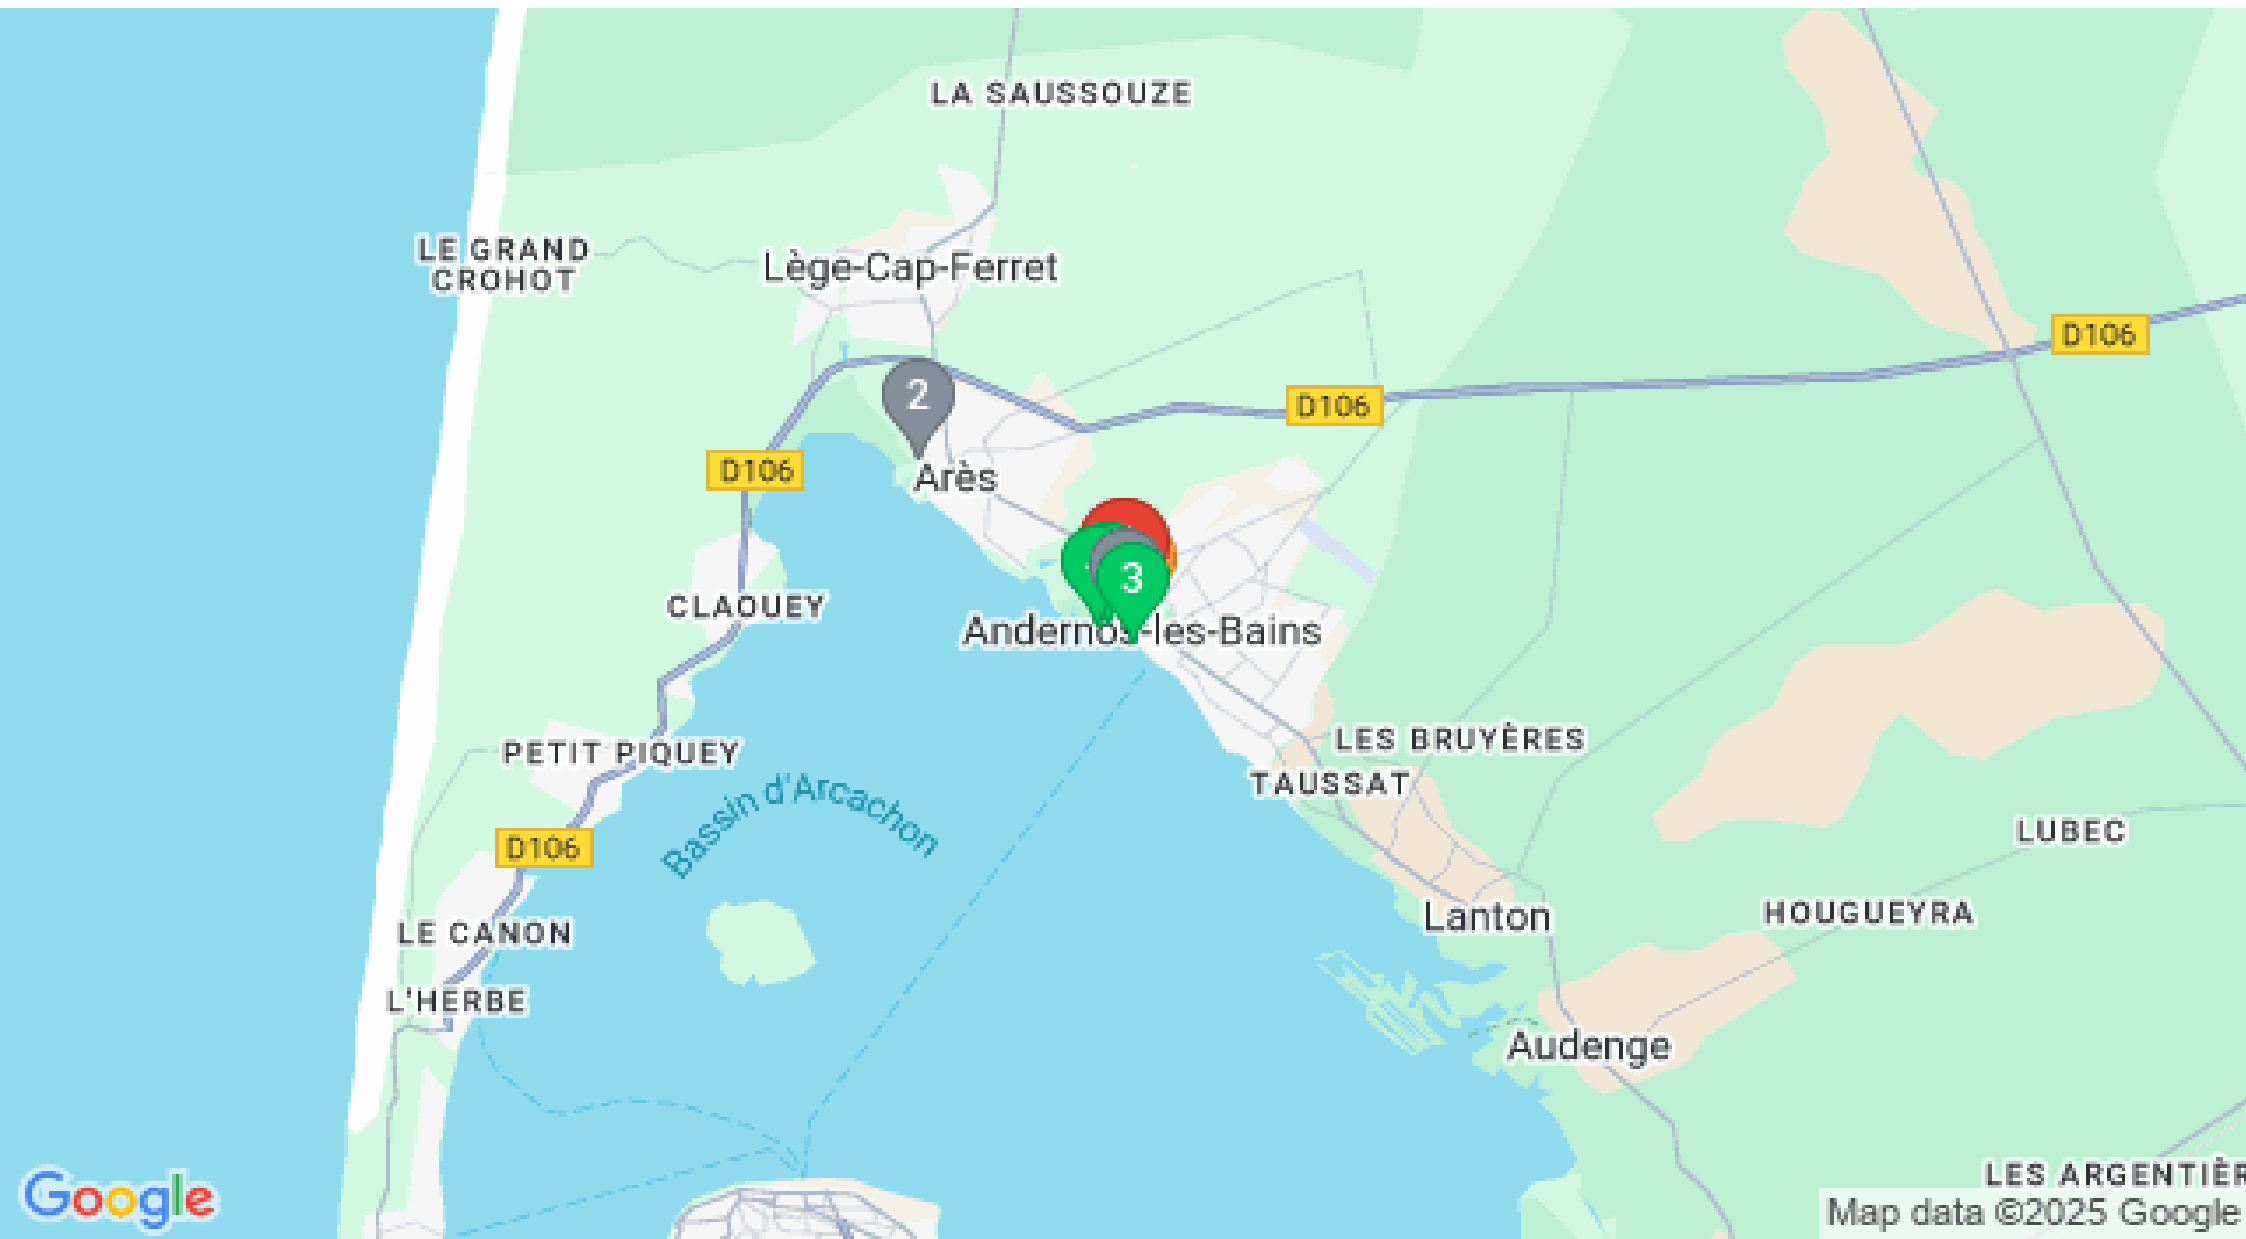 LA SAUSSOUZE
LE GRAND
CROHOT
Lège-Cap-Ferret
D106
2
D106
D106
Arès
3
CLAOUEY
Andernos-les-Bains
PETIT PIQUEY
LES BRUYÈRES
TAUSSAT
Bassin d'Arcachon
LUBEC
D106
LE CANON
Lanton
HOUGUEYRA
L'HERBE
Audenge
LES ARGENTIÈR
Google
Map data ©2025 Google